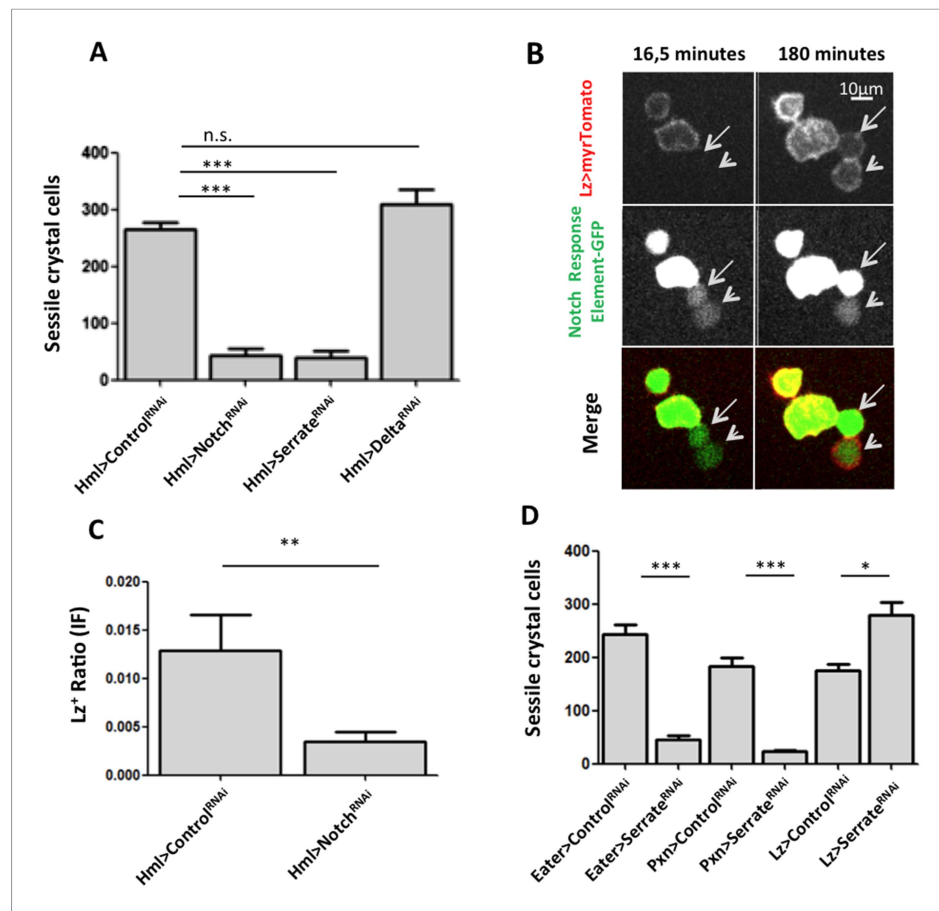 A
n.s.
***
***
Sessile crystal cells
400
300
200
100
0
Hml>Control^RNAi
Hml>Notch^RNAi
Hml>Serrate^RNAi
Hml>Delta^RNAi
B
16,5 minutes
180 minutes
10µm
Lz>myrTomato
Notch Response
Element-GFP
Merge
C
**
Lz⁺ Ratio (IF)
0.020
0.015
0.010
0.005
0.000
Hml>Control^RNAi
Hml>Notch^RNAi
D
***
***
*
Sessile crystal cells
400
300
200
100
0
Eater>Control^RNAi
Eater>Serrate^RNAi
Pxn>Control^RNAi
Pxn>Serrate^RNAi
Lz>Control^RNAi
Lz>Serrate^RNAi